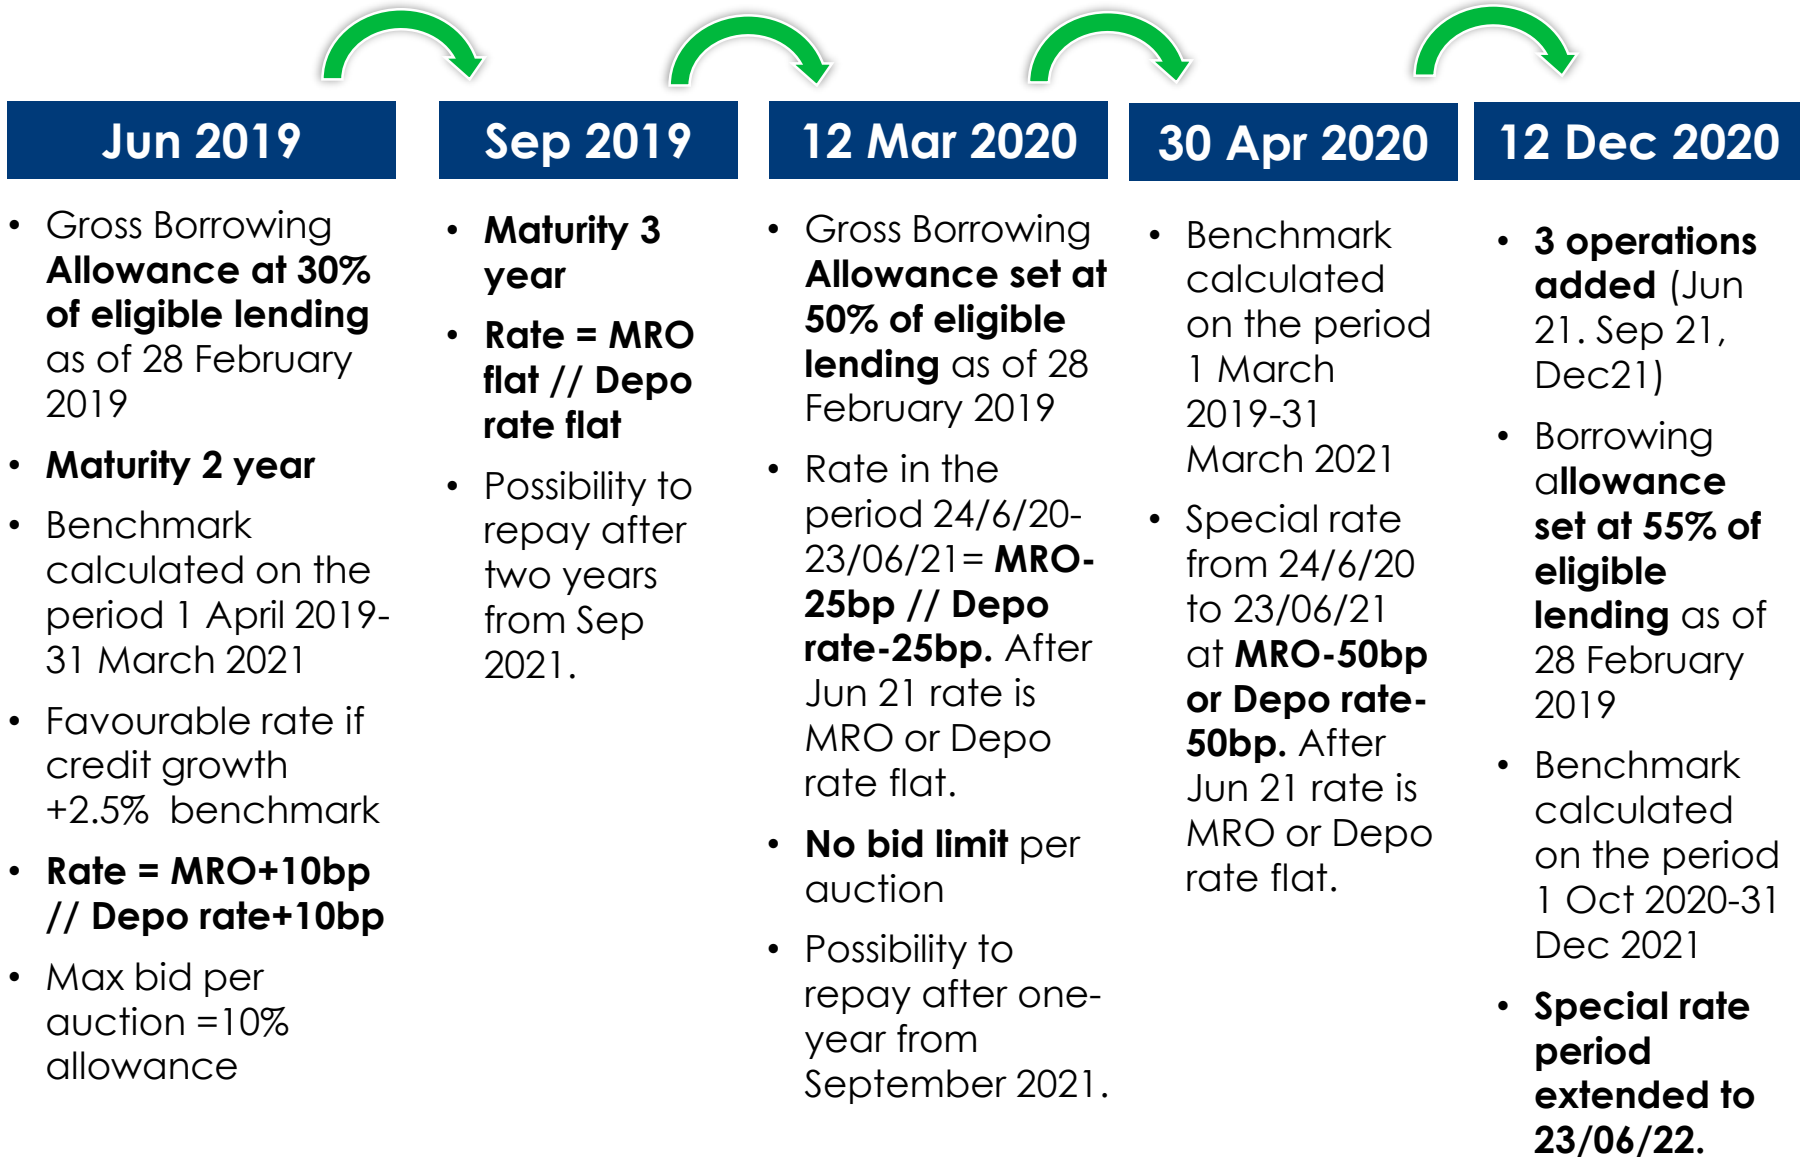 Jun 2019
• Gross Borrowing
Allowance at 30%
of eligible lending
as of 28 February
2019
• Maturity 2 year
• Benchmark
calculated on the
period 1 April 2019-
31 March 2021
• Favourable rate if
credit growth
+2.5% benchmark
• Rate = MRO+10bp
// Depo rate+10bp
• Max bid per
auction =10%
allowance
Sep 2019
• Maturity 3
year
• Rate = MRO
flat // Depo
rate flat
• Possibility to
repay after
two years
from Sep
2021.
12 Mar 2020
• Gross Borrowing
Allowance set at
50% of eligible
lending as of 28
February 2019
• Rate in the
period 24/6/20-
23/06/21= MRO-
25bp // Depo
rate-25bp. After
Jun 21 rate is
MRO or Depo
rate flat.
• No bid limit per
auction
• Possibility to
repay after one-
year from
September 2021.
30 Apr 2020
• Benchmark
calculated
on the period
1 March
2019-31
March 2021
• Special rate
from 24/6/20
to 23/06/21
at MRO-50bp
or Depo rate-
50bp. After
Jun 21 rate is
MRO or Depo
rate flat.
12 Dec 2020
• 3 operations
added (Jun
21. Sep 21,
Dec21)
• Borrowing
allowance
set at 55% of
eligible
lending as of
28 February
2019
• Benchmark
calculated
on the period
1 Oct 2020-31
Dec 2021
• Special rate
period
extended to
23/06/22.